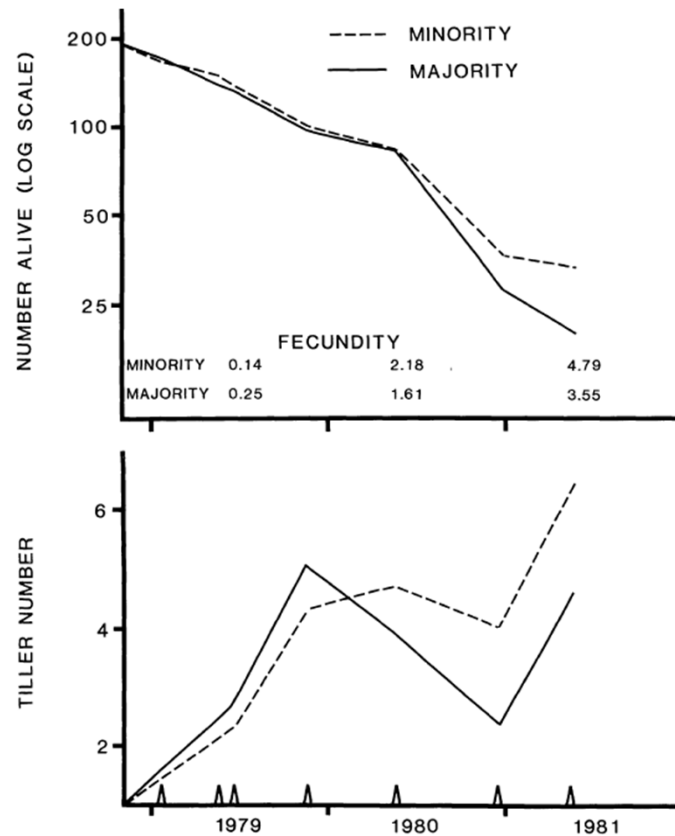 NUMBER ALIVE (LOG SCALE)
200
100
50
25
MINORITY
MAJORITY
FECUNDITY
MINORITY 0.14 2.18 4.79
MAJORITY 0.25 1.61 3.55
TILLER NUMBER
6
4
2
1979 1980 1981